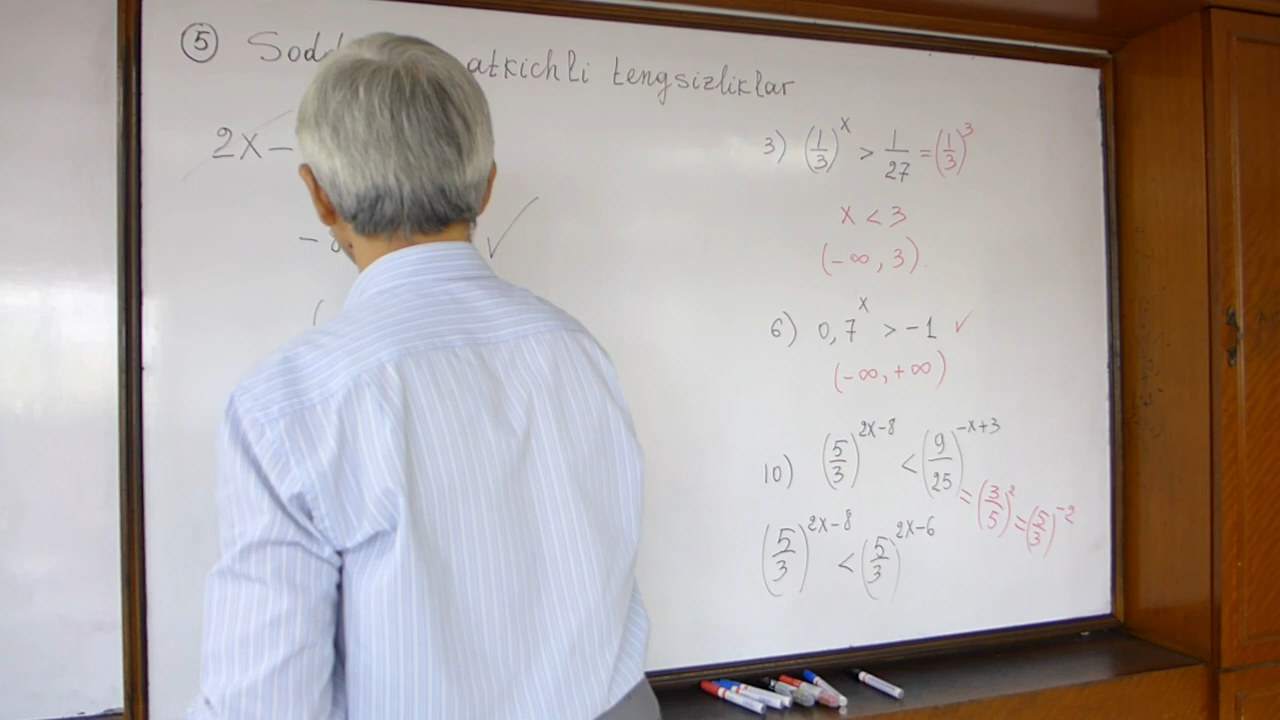 ⑤ atkichli tengsizliklar
2x-
- 8
(
3) (1/3)^x > 1/27 = (1/3)^3
x < 3
(-∞, 3)
6) 0,7^x > -1 ✓
(-∞, +∞)
10) (5/3)^(2x-8) < (9/25)^(-x+3)
= (3/5)^2 = (5/3)^(-2)
(5/3)^(2x-8) < (5/3)^(2x-6)